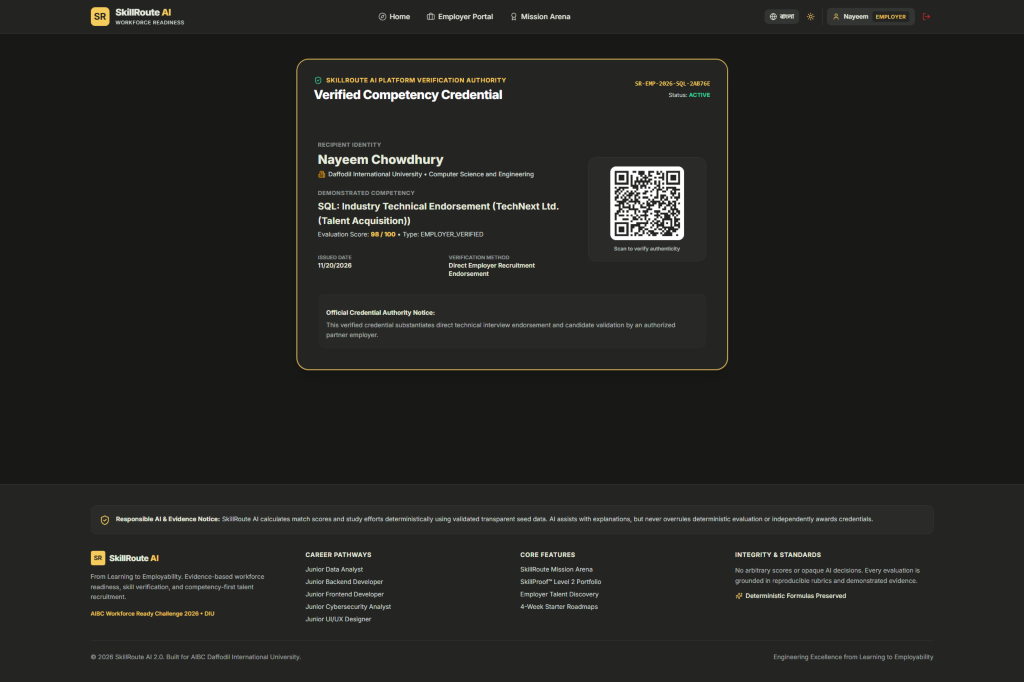 SR
SkillRoute AI
WORKFORCE READINESS
Home
Employer Portal
Mission Arena
বাংলা
Nayeem EMPLOYER
SKILLROUTE AI PLATFORM VERIFICATION AUTHORITY
Verified Competency Credential
SR-EMP-2026-SQL-2AB76E
Status: ACTIVE
RECIPIENT IDENTITY
Nayeem Chowdhury
Daffodil International University • Computer Science and Engineering
DEMONSTRATED COMPETENCY
SQL: Industry Technical Endorsement (TechNext Ltd.
(Talent Acquisition))
Evaluation Score: 98 / 100 • Type: EMPLOYER_VERIFIED
ISSUED DATE
11/20/2026
VERIFICATION METHOD
Direct Employer Recruitment
Endorsement
Scan to verify authenticity
Official Credential Authority Notice:
This verified credential substantiates direct technical interview endorsement and candidate validation by an authorized
partner employer.
Responsible AI & Evidence Notice: SkillRoute AI calculates match scores and study efforts deterministically using validated transparent seed data. AI assists with explanations, but never overrules deterministic evaluation or independently awards credentials.
SR
SkillRoute AI
From Learning to Employability. Evidence-based workforce
readiness, skill verification, and competency-first talent
recruitment.
AIBC Workforce Ready Challenge 2026 • DIU
CAREER PATHWAYS
Junior Data Analyst
Junior Backend Developer
Junior Frontend Developer
Junior Cybersecurity Analyst
Junior UI/UX Designer
CORE FEATURES
SkillRoute Mission Arena
SkillProof™ Level 2 Portfolio
Employer Talent Discovery
4-Week Starter Roadmaps
INTEGRITY & STANDARDS
No arbitrary scores or opaque AI decisions. Every evaluation is
grounded in reproducible rubrics and demonstrated evidence.
Deterministic Formulas Preserved
© 2026 SkillRoute AI 2.0. Built for AIBC Daffodil International University.
Engineering Excellence from Learning to Employability